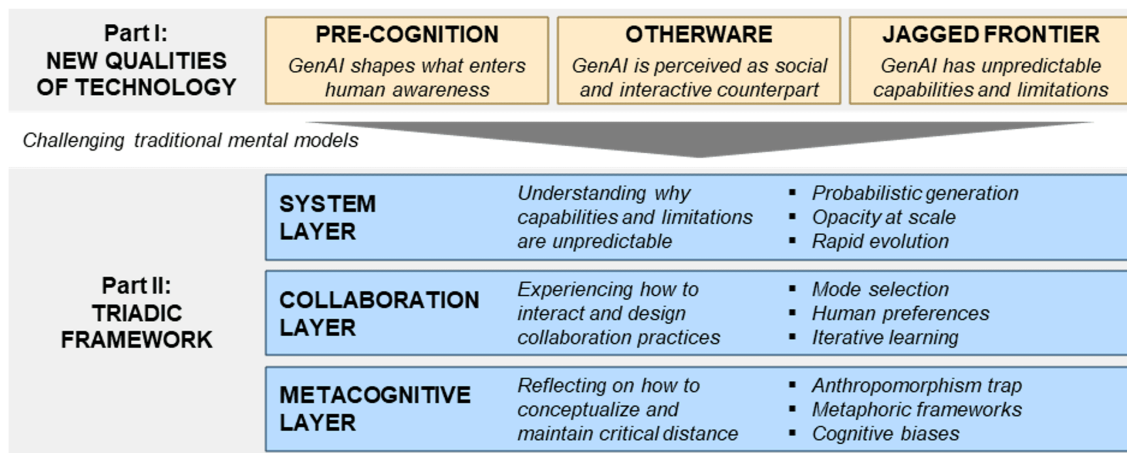 Part I:
NEW QUALITIES
OF TECHNOLOGY
PRE-COGNITION
GenAI shapes what enters
human awareness
OTHERWARE
GenAI is perceived as social
and interactive counterpart
JAGGED FRONTIER
GenAI has unpredictable
capabilities and limitations
Challenging traditional mental models
Part II:
TRIADIC
FRAMEWORK
SYSTEM
LAYER
Understanding why
capabilities and limitations
are unpredictable
▪ Probabilistic generation
▪ Opacity at scale
▪ Rapid evolution
COLLABORATION
LAYER
Experiencing how to
interact and design
collaboration practices
▪ Mode selection
▪ Human preferences
▪ Iterative learning
METACOGNITIVE
LAYER
Reflecting on how to
conceptualize and
maintain critical distance
▪ Anthropomorphism trap
▪ Metaphoric frameworks
▪ Cognitive biases